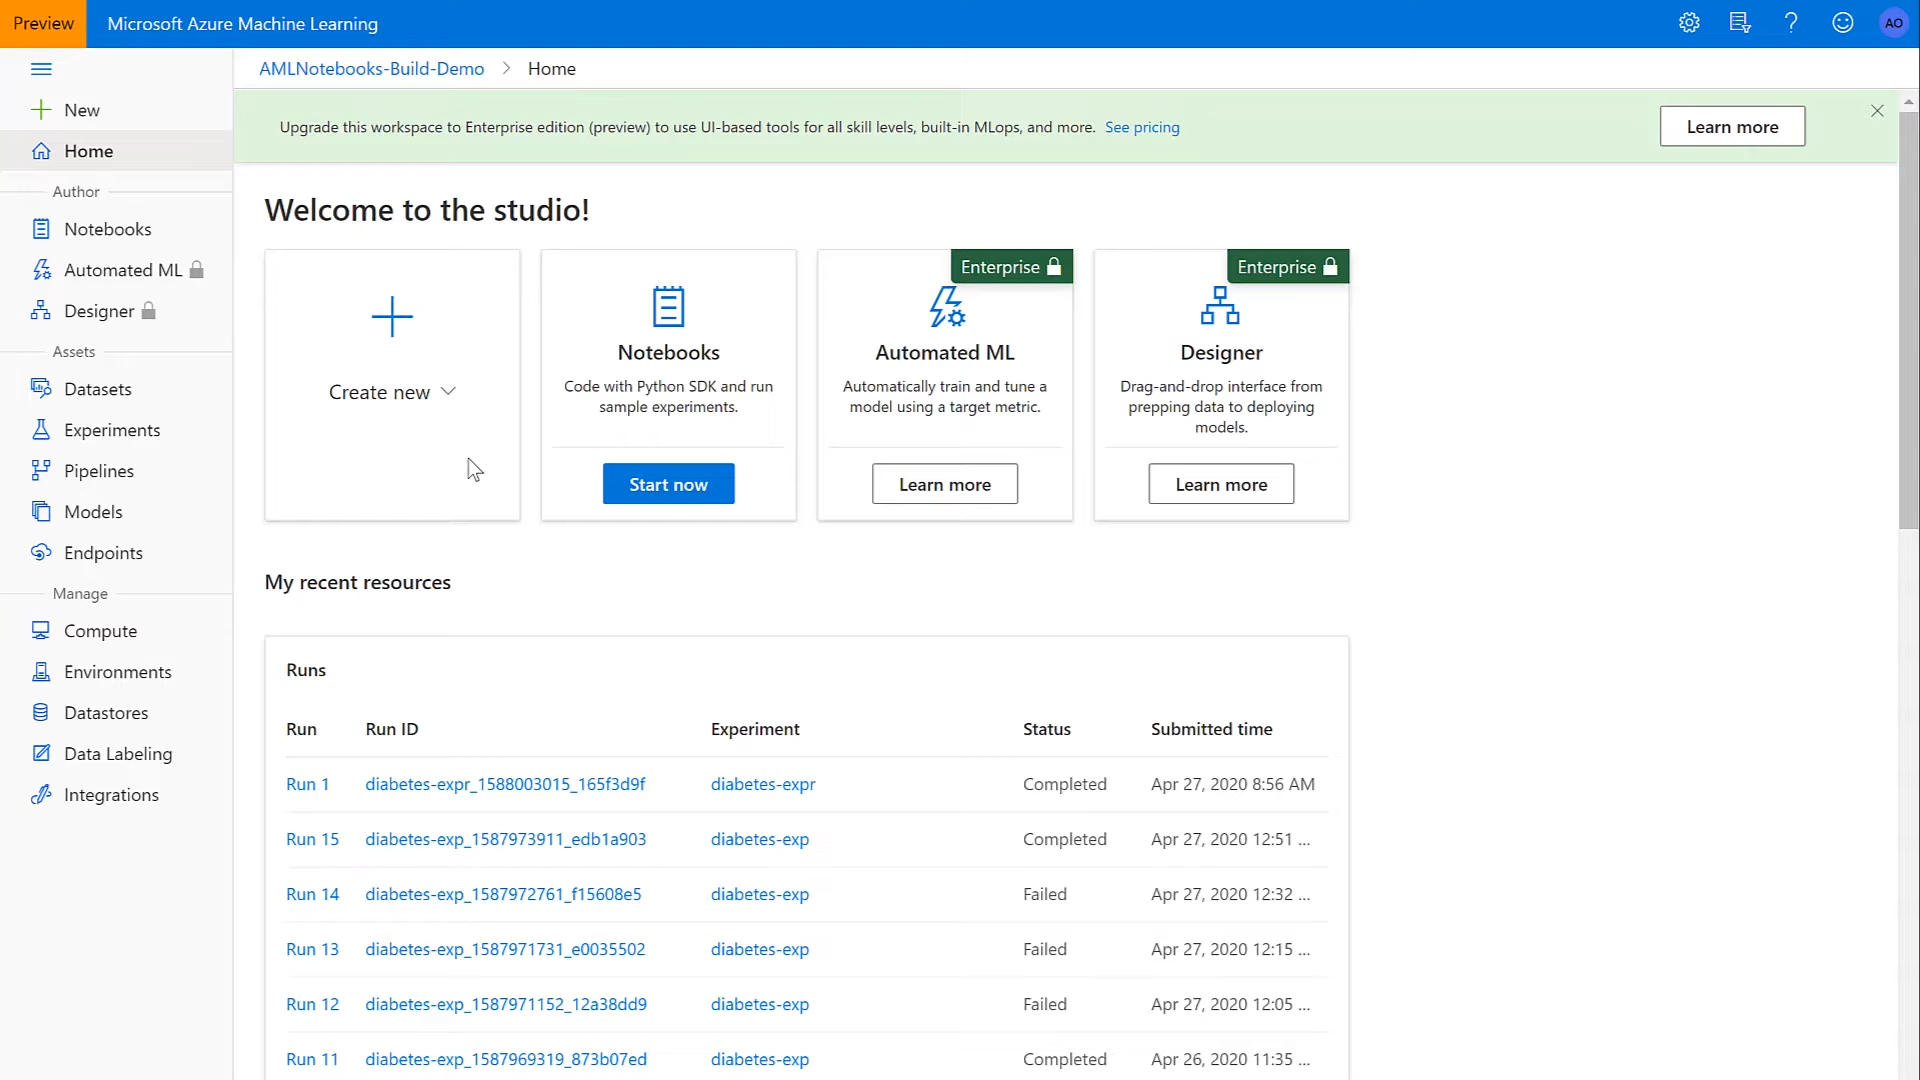 Preview
Microsoft Azure Machine Learning
AO
AMLNotebooks-Build-Demo > Home
New
Home
Author
Notebooks
Automated ML
Designer
Assets
Datasets
Experiments
Pipelines
Models
Endpoints
Manage
Compute
Environments
Datastores
Data Labeling
Integrations
Upgrade this workspace to Enterprise edition (preview) to use UI-based tools for all skill levels, built-in MLops, and more. See pricing
Learn more
Welcome to the studio!
Create new
Notebooks
Code with Python SDK and run
sample experiments.
Start now
Enterprise
Automated ML
Automatically train and tune a
model using a target metric.
Learn more
Enterprise
Designer
Drag-and-drop interface from
prepping data to deploying
models.
Learn more
My recent resources
Runs
Run Run ID Experiment Status Submitted time
Run 1 diabetes-expr_1588003015_165f3d9f diabetes-expr Completed Apr 27, 2020 8:56 AM
Run 15 diabetes-exp_1587973911_edb1a903 diabetes-exp Completed Apr 27, 2020 12:51 ...
Run 14 diabetes-exp_1587972761_f15608e5 diabetes-exp Failed Apr 27, 2020 12:32 ...
Run 13 diabetes-exp_1587971731_e0035502 diabetes-exp Failed Apr 27, 2020 12:15 ...
Run 12 diabetes-exp_1587971152_12a38dd9 diabetes-exp Failed Apr 27, 2020 12:05 ...
Run 11 diabetes-exp_1587969319_873b07ed diabetes-exp Completed Apr 26, 2020 11:35 ...